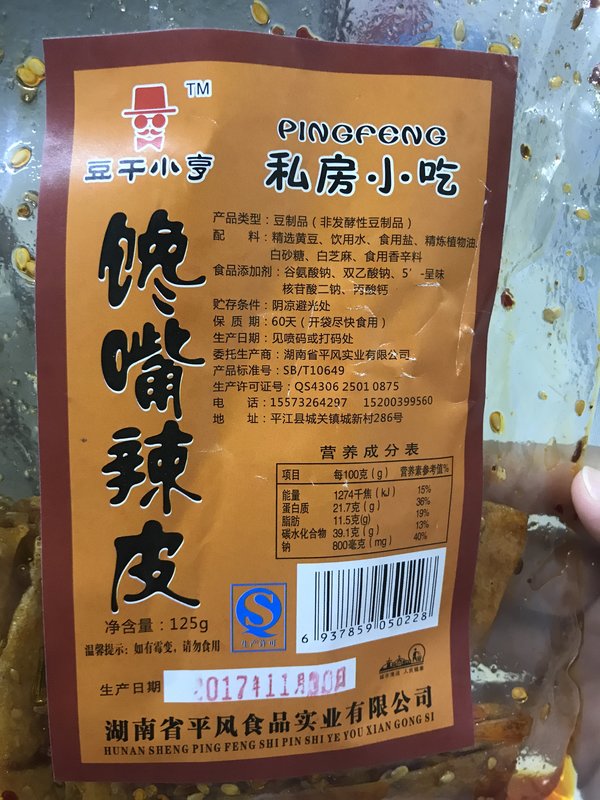 TM
豆干小亨
PINGFENG
私房小吃
馋嘴辣皮
产品类型：豆制品（非发酵性豆制品）
配　　料：精选黄豆、饮用水、食用盐、精炼植物油、
白砂糖、白芝麻、食用香辛料
食品添加剂：谷氨酸钠、双乙酸钠、5′-呈味
核苷酸二钠、丙酸钙
贮存条件：阴凉避光处
保 质 期：60天（开袋尽快食用）
生产日期：见喷码或打码处
委托生产商：湖南省平风实业有限公司
产品标准号：SB/T10649
生产许可证号：QS4306 2501 0875
电　　话：15573264297　15200399560
地　　址：平江县城关镇城新村286号
营养成分表
项目 每100克（g） 营养素参考值%
能量 1274千焦（kJ） 15%
蛋白质 21.7克（g） 36%
脂肪 11.5克(g) 19%
碳水化合物 39.1克（g） 13%
钠 800毫克（mg） 40%
净含量：125g
温馨提示：如有霉变，请勿食用
生产许可
6 937859 050228
生产日期
湖南省平风食品实业有限公司
HUNAN SHENG PING FENG SHI PIN SHI YE YOU XIAN GONG SI